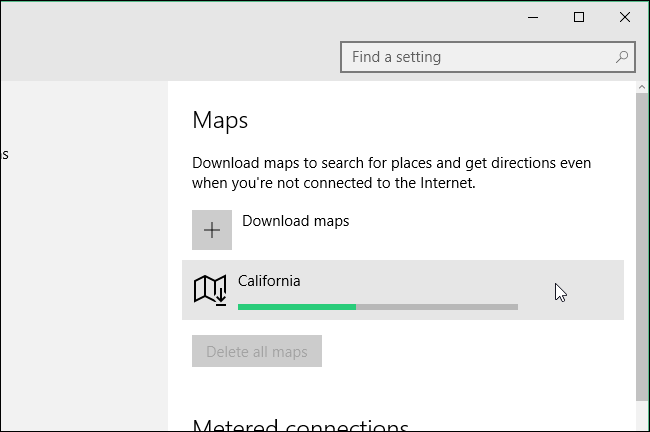 Find a setting
Maps
Download maps to search for places and get directions even
when you're not connected to the Internet.
Download maps
California
Delete all maps
Metered connections